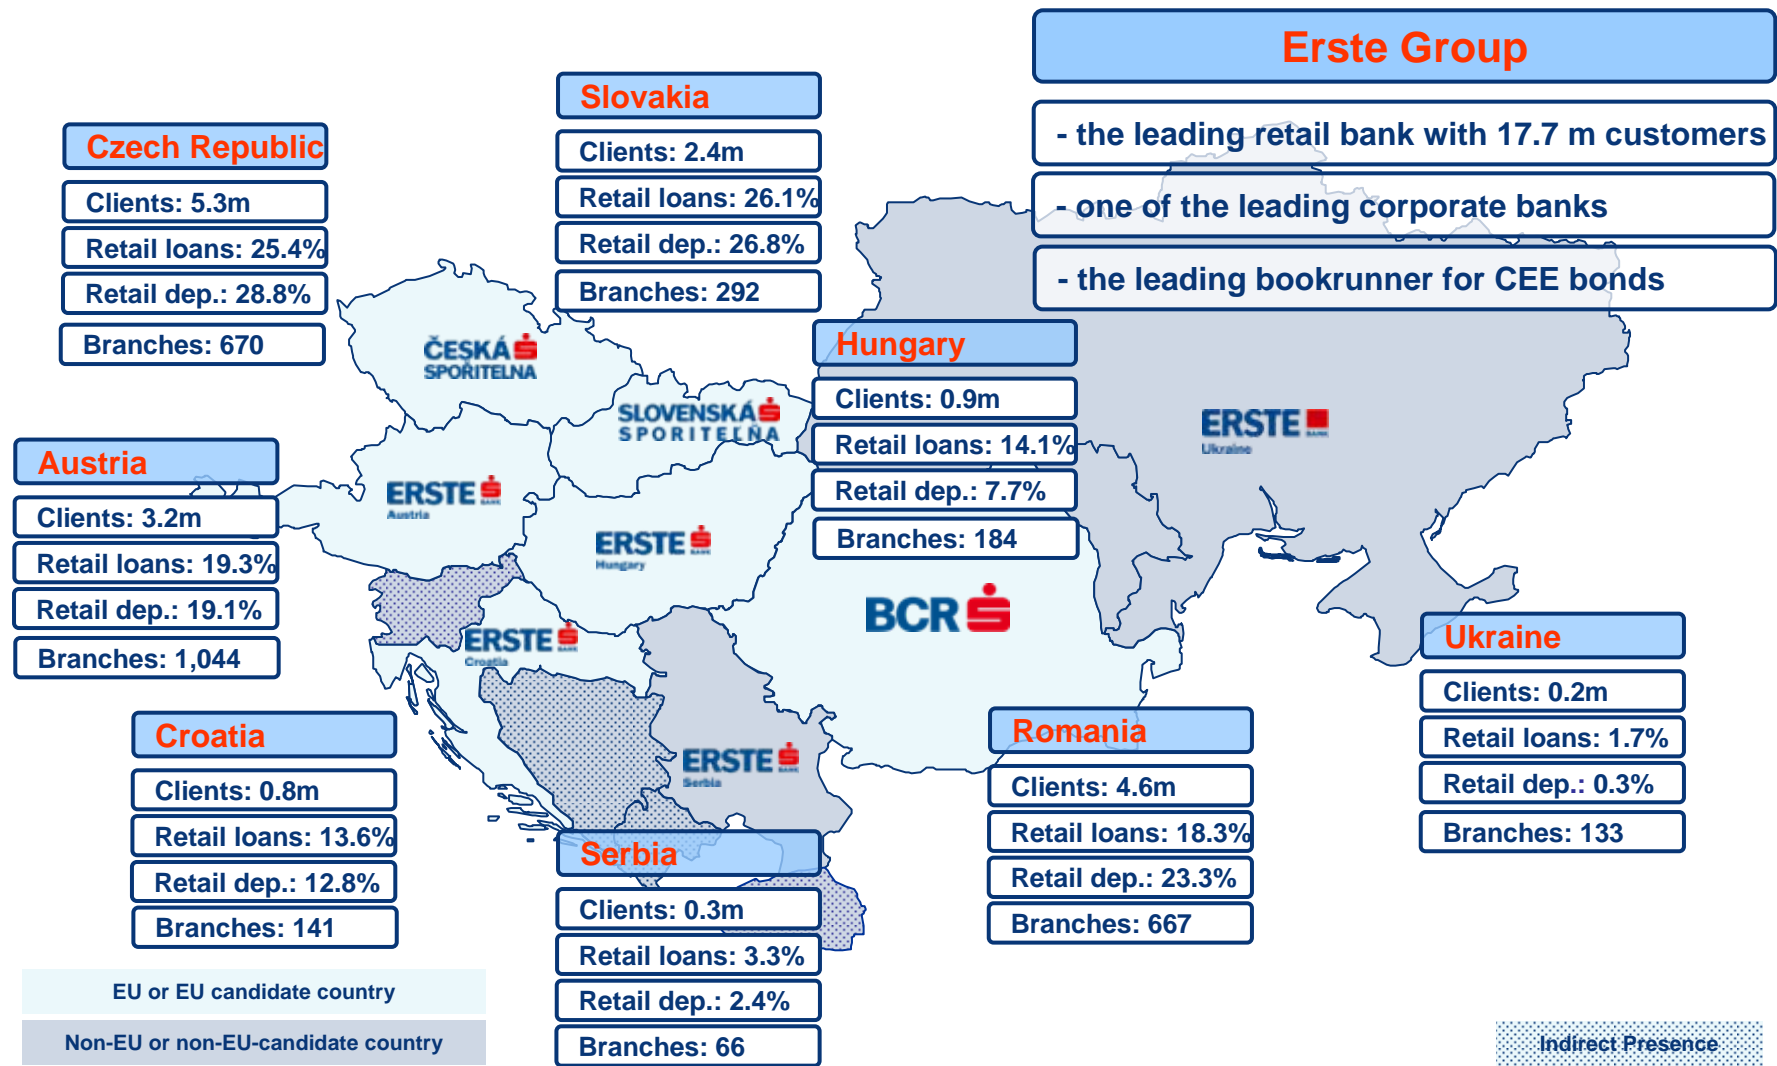 Erste Group
- the leading retail bank with 17.7 m customers
- one of the leading corporate banks
- the leading bookrunner for CEE bonds
Slovakia
Clients: 2.4m
Retail loans: 26.1%
Retail dep.: 26.8%
Branches: 292
Czech Republic
Clients: 5.3m
Retail loans: 25.4%
Retail dep.: 28.8%
Branches: 670
ČESKÁ
SPOŘITELNA
SLOVENSKÁ
SPORITEĽŇA
Hungary
Clients: 0.9m
Retail loans: 14.1%
Retail dep.: 7.7%
Branches: 184
ERSTE BANK
Ukraine
Austria
Clients: 3.2m
Retail loans: 19.3%
Retail dep.: 19.1%
Branches: 1,044
ERSTE BANK
Austria
ERSTE BANK
Hungary
BCR
ERSTE BANK
Croatia
ERSTE BANK
Serbia
Ukraine
Clients: 0.2m
Retail loans: 1.7%
Retail dep.: 0.3%
Branches: 133
Croatia
Clients: 0.8m
Retail loans: 13.6%
Retail dep.: 12.8%
Branches: 141
Romania
Clients: 4.6m
Retail loans: 18.3%
Retail dep.: 23.3%
Branches: 667
Serbia
Clients: 0.3m
Retail loans: 3.3%
Retail dep.: 2.4%
Branches: 66
EU or EU candidate country
Non-EU or non-EU-candidate country
Indirect Presence